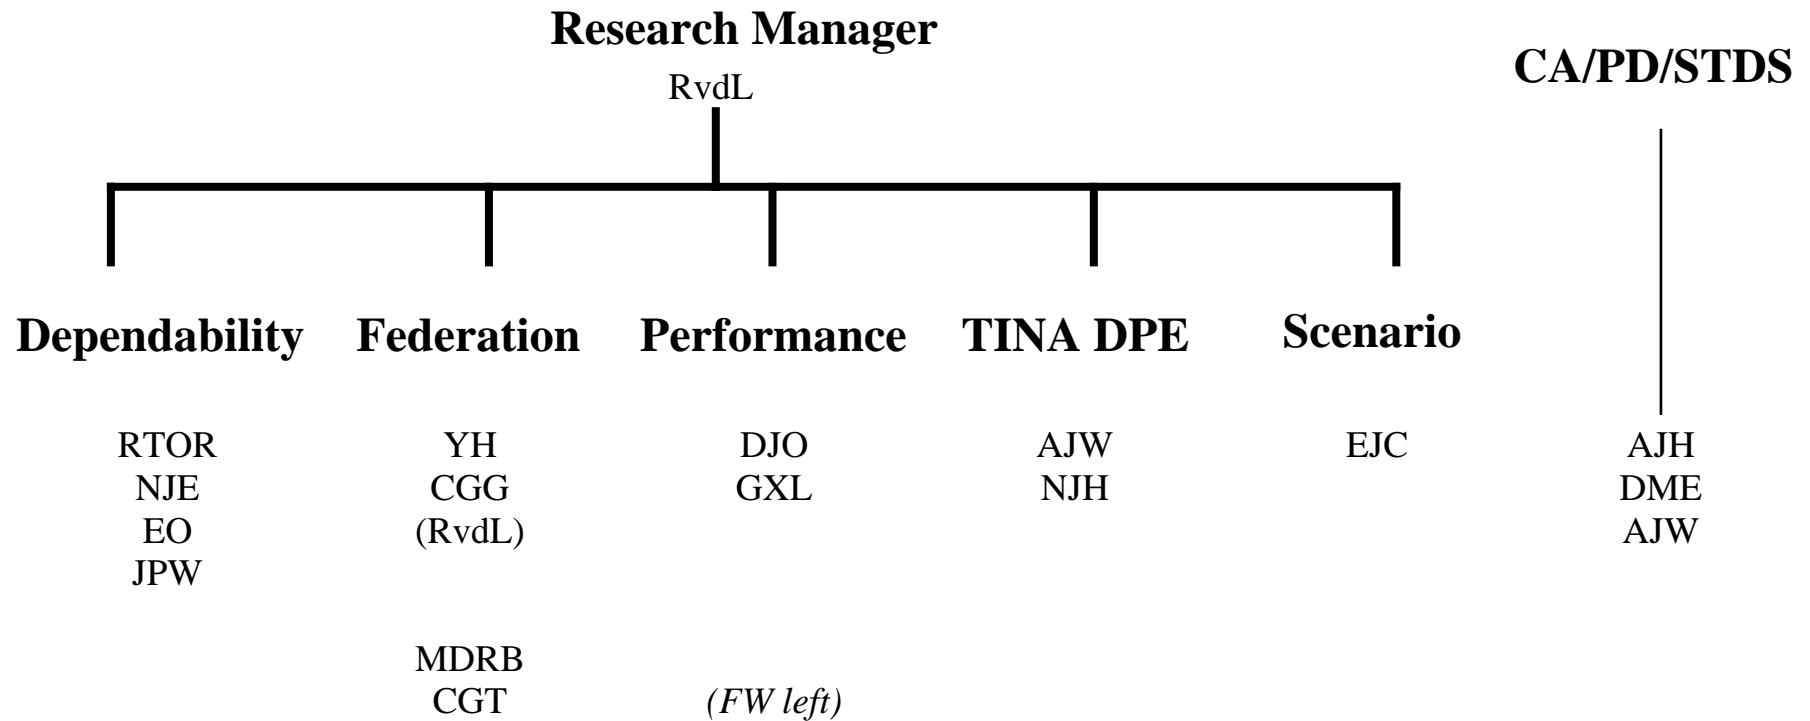 Research Manager
RvdL
CA/PD/STDS
Dependability
Federation
Performance
TINA DPE
Scenario
RTOR
NJE
EO
JPW
YH
CGG
(RvdL)
MDRB
CGT
DJO
GXL
(FW left)
AJW
NJH
EJC
AJH
DME
AJW